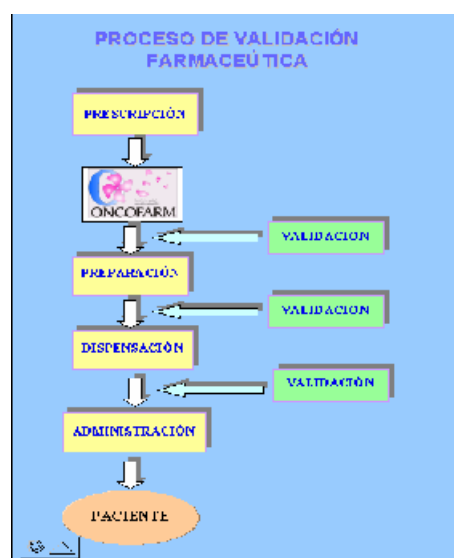 PROCESO DE VALIDACIÓN
FARMACEÚTICA
PRESCRIPCIÓN
ONCOFARM
VALIDACION
PREPARACIÓN
VALIDACION
DISPENSACIÓN
VALIDACIÓN
ADMINISTRACIÓN
PACIENTE